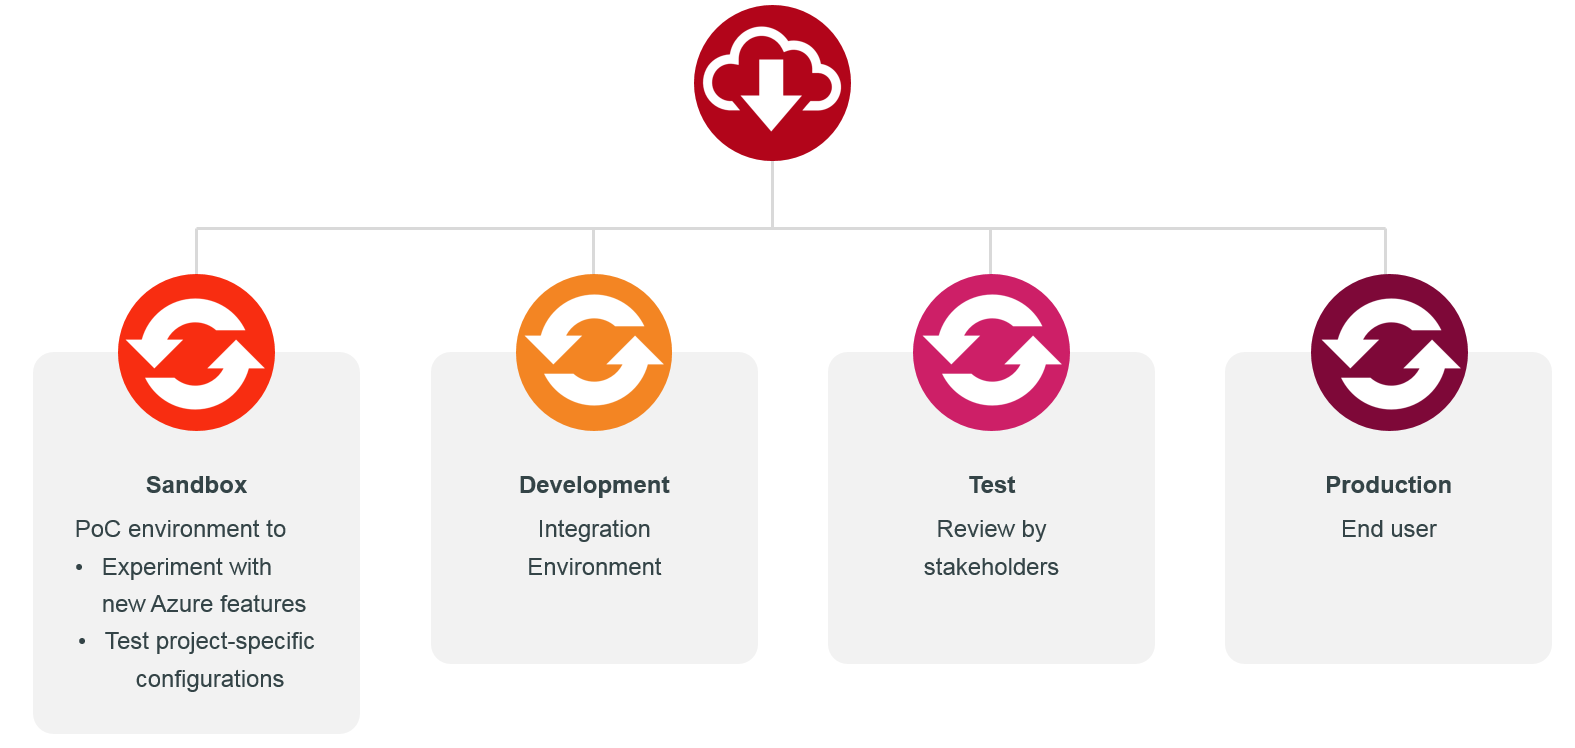 Sandbox
PoC environment to
• Experiment with
new Azure features
• Test project-specific
configurations
Development
Integration
Environment
Test
Review by
stakeholders
Production
End user